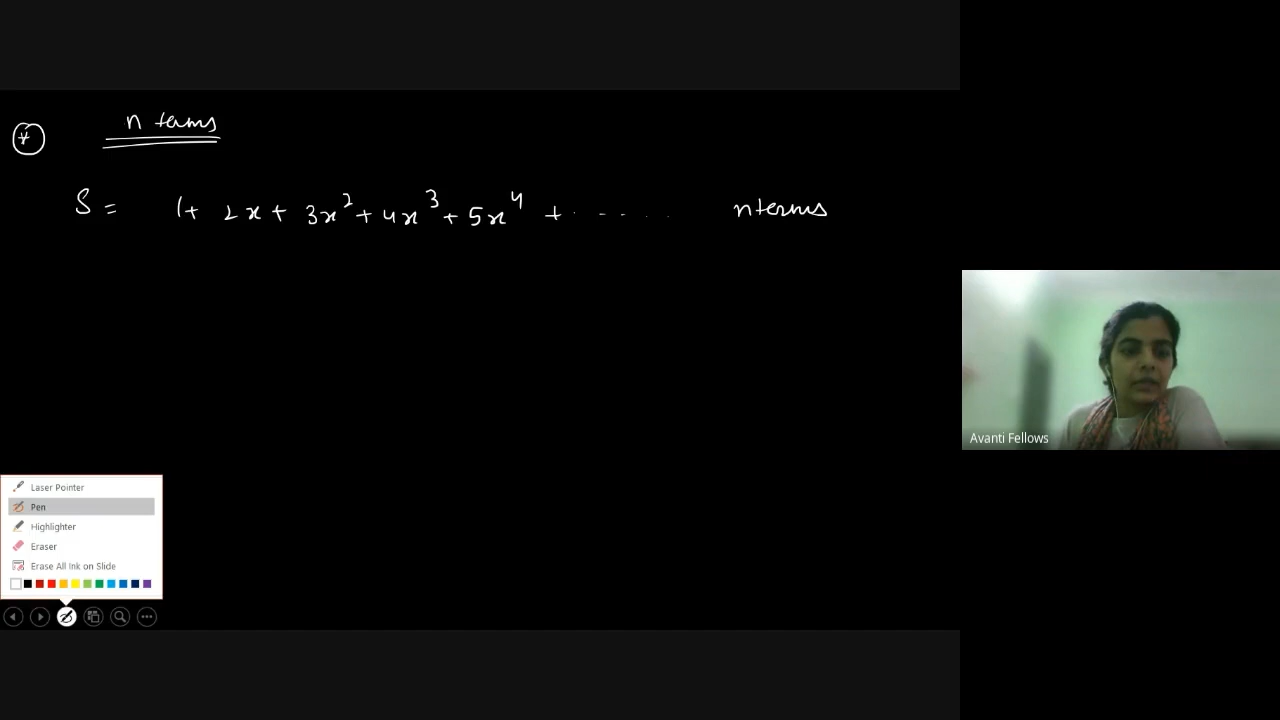 n terms
S = 1+ 2x + 3x² + 4x³ + 5x⁴ + ...... n terms
Avanti Fellows
Laser Pointer
Pen
Highlighter
Eraser
Erase All Ink on Slide